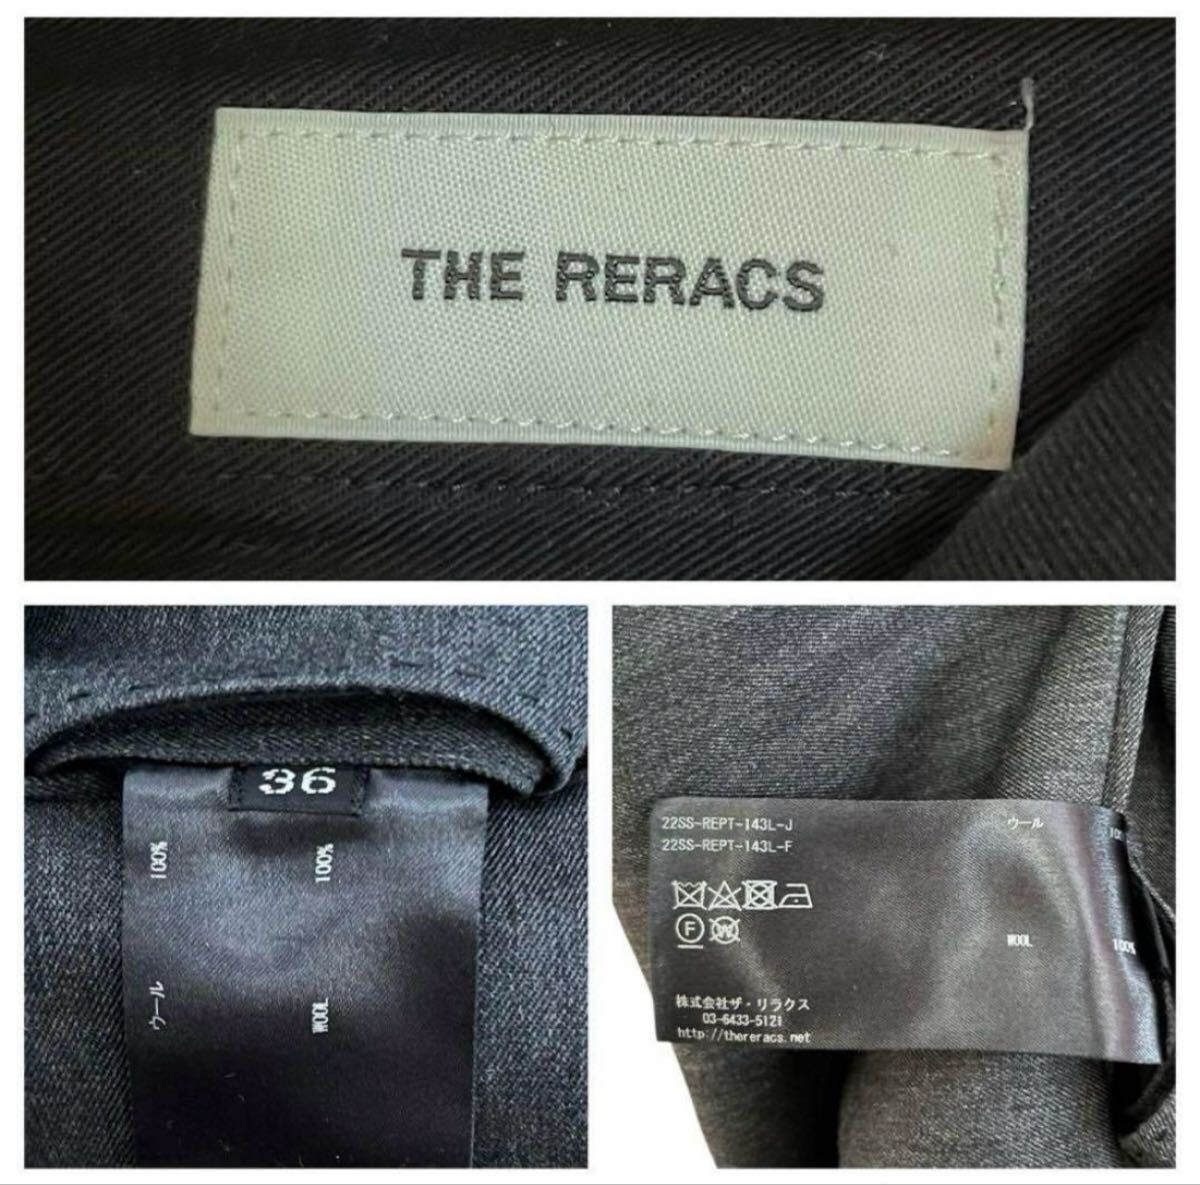 THE RERACS
36
100%
100%
ウール
WOOL
22SS-REPT-143L-J
22SS-REPT-143L-F
ウール
WOOL
100%
F
W
株式会社ザ・リラクス
03-6433-5121
http://thereracs.net